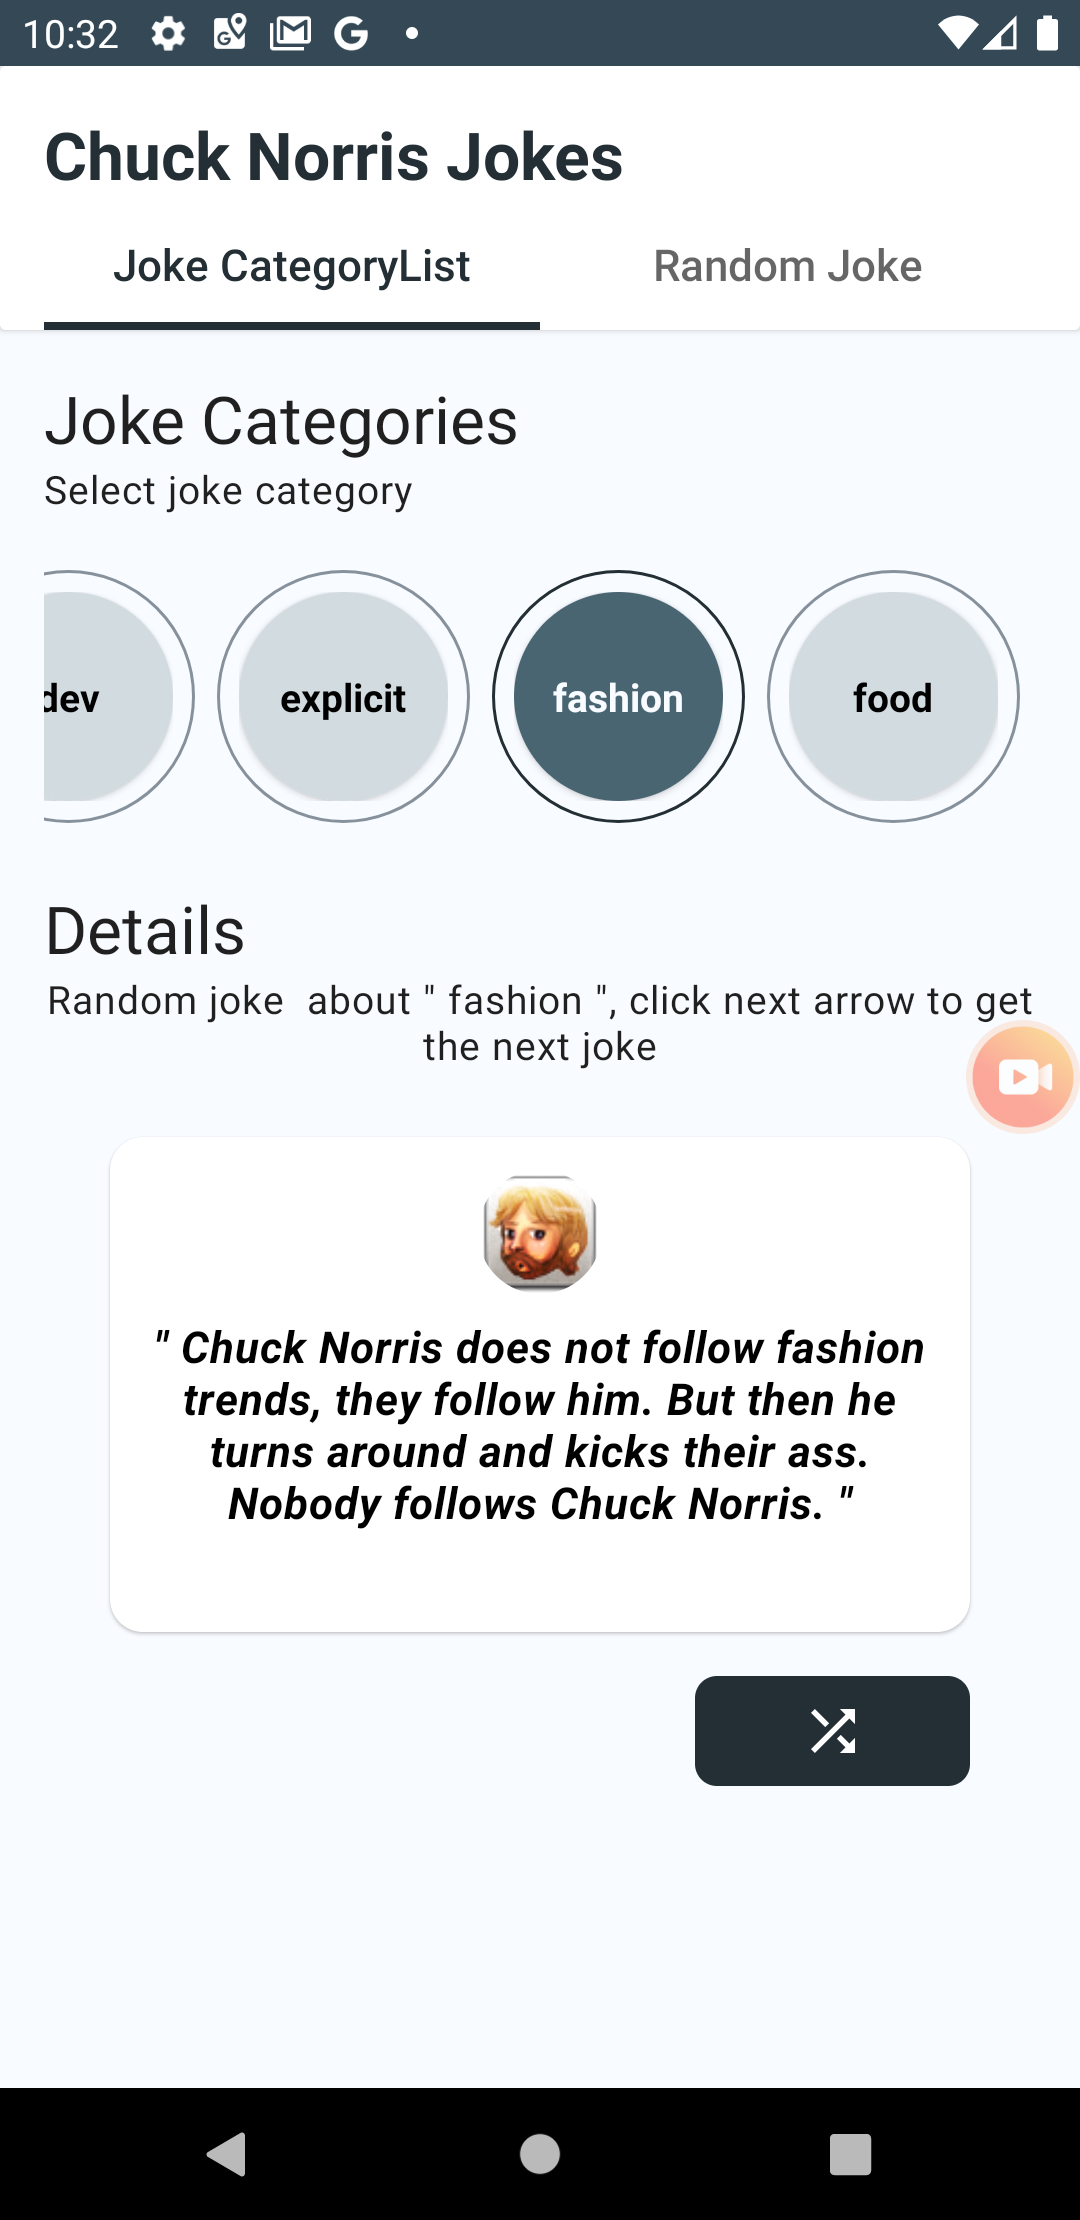 10:32
Chuck Norris Jokes
Joke CategoryList
Random Joke
Joke Categories
Select joke category
dev
explicit
fashion
food
Details
Random joke  about " fashion ", click next arrow to get
the next joke
" Chuck Norris does not follow fashion
trends, they follow him. But then he
turns around and kicks their ass.
Nobody follows Chuck Norris. "